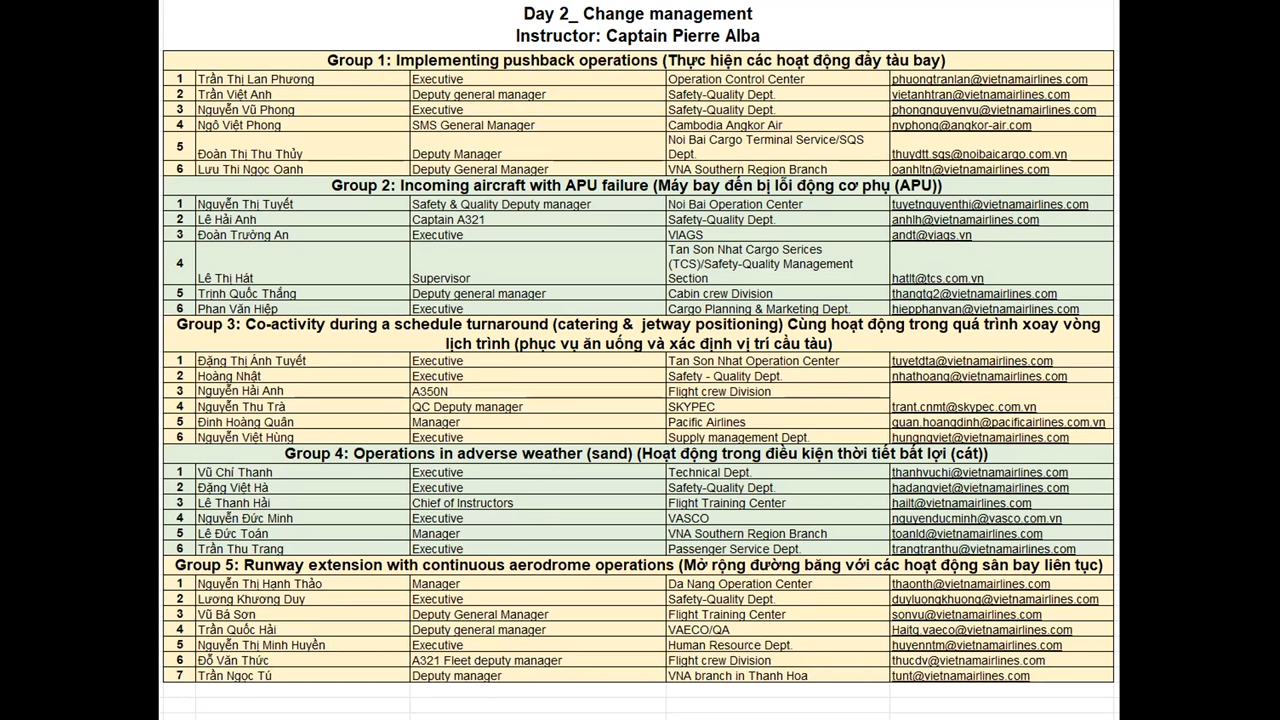 Day 2_ Change management
Instructor: Captain Pierre Alba
Group 1: Implementing pushback operations (Thực hiện các hoạt động đẩy tàu bay)
1 Trần Thị Lan Phương Executive Operation Control Center phuongtranlan@vietnamairlines.com
2 Trần Việt Anh Deputy general manager Safety-Quality Dept. vietanhtran@vietnamairlines.com
3 Nguyễn Vũ Phong Executive Safety-Quality Dept. phongnguyenvu@vietnamairlines.com
4 Ngô Việt Phong SMS General Manager Cambodia Angkor Air nvphong@angkor-air.com
5 Đoàn Thị Thu Thủy Deputy Manager Noi Bai Cargo Terminal Service/SQS
Dept. thuydtt.sqs@noibaicargo.com.vn
6 Lưu Thị Ngọc Oanh Deputy General Manager VNA Southern Region Branch oanhltn@vietnamairlines.com
Group 2: Incoming aircraft with APU failure (Máy bay đến bị lỗi động cơ phụ (APU))
1 Nguyễn Thị Tuyết Safety & Quality Deputy manager Noi Bai Operation Center tuyetnguyenthi@vietnamairlines.com
2 Lê Hải Anh Captain A321 Safety-Quality Dept. anhlh@vietnamairlines.com
3 Đoàn Trường An Executive VIAGS andt@viags.vn
4 Lê Thị Hát Supervisor Tan Son Nhat Cargo Serices
(TCS)/Safety-Quality Management
Section hatlt@tcs.com.vn
5 Trịnh Quốc Thắng Deputy general manager Cabin crew Division thangtq2@vietnamairlines.com
6 Phan Văn Hiệp Executive Cargo Planning & Marketing Dept. hiepphanvan@vietnamairlines.com
Group 3: Co-activity during a schedule turnaround (catering & jetway positioning) Cùng hoạt động trong quá trình xoay vòng
lịch trình (phục vụ ăn uống và xác định vị trí cầu tàu)
1 Đặng Thị Ánh Tuyết Executive Tan Son Nhat Operation Center tuyetdta@vietnamairlines.com
2 Hoàng Nhật Executive Safety - Quality Dept. nhathoang@vietnamairlines.com
3 Nguyễn Hải Anh A350N Flight crew Division
4 Nguyễn Thu Trà QC Deputy manager SKYPEC trant.cnmt@skypec.com.vn
5 Đinh Hoàng Quân Manager Pacific Airlines quan.hoangdinh@pacificairlines.com.vn
6 Nguyễn Việt Hùng Executive Supply management Dept. hungngviet@vietnamairlines.com
Group 4: Operations in adverse weather (sand) (Hoạt động trong điều kiện thời tiết bất lợi (cát))
1 Vũ Chí Thanh Executive Technical Dept. thanhvuchi@vietnamairlines.com
2 Đặng Việt Hà Executive Safety-Quality Dept. hadangviet@vietnamairlines.com
3 Lê Thanh Hải Chief of Instructors Flight Training Center hailt@vietnamairlines.com
4 Nguyễn Đức Minh Executive VASCO nguyenducminh@vasco.com.vn
5 Lê Đức Toàn Manager VNA Southern Region Branch toanld@vietnamairlines.com
6 Trần Thu Trang Executive Passenger Service Dept. trangtranthu@vietnamairlines.com
Group 5: Runway extension with continuous aerodrome operations (Mở rộng đường băng với các hoạt động sân bay liên tục)
1 Nguyễn Thị Hạnh Thảo Manager Da Nang Operation Center thaonth@vietnamairlines.com
2 Lương Khương Duy Executive Safety-Quality Dept. duyluongkhuong@vietnamairlines.com
3 Vũ Bá Sơn Deputy General Manager Flight Training Center sonvu@vietnamairlines.com
4 Trần Quốc Hải Deputy general manager VAECO/QA Haitq.vaeco@vietnamairlines.com
5 Nguyễn Thị Minh Huyền Executive Human Resource Dept. huyenntm@vietnamairlines.com
6 Đỗ Văn Thức A321 Fleet deputy manager Flight crew Division thucdv@vietnamairlines.com
7 Trần Ngọc Tú Deputy manager VNA branch in Thanh Hoa tunt@vietnamairlines.com